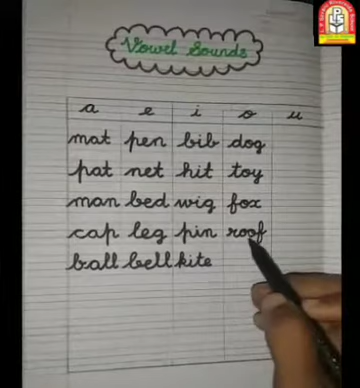 Vowel Sounds
a e i o u
mat pen bib dog
pat net hit toy
man bed wig fox
cap leg pin roof
ball bell kite